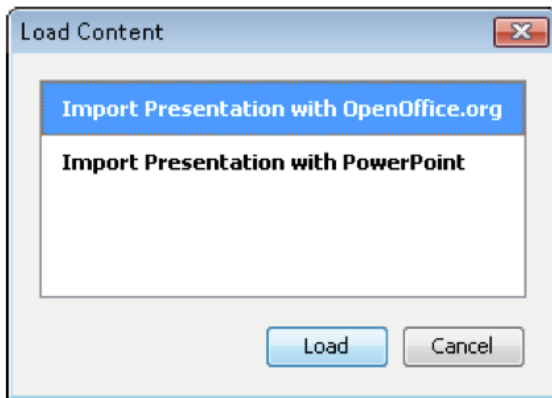 Load Content
Import Presentation with OpenOffice.org
Import Presentation with PowerPoint
Load Cancel